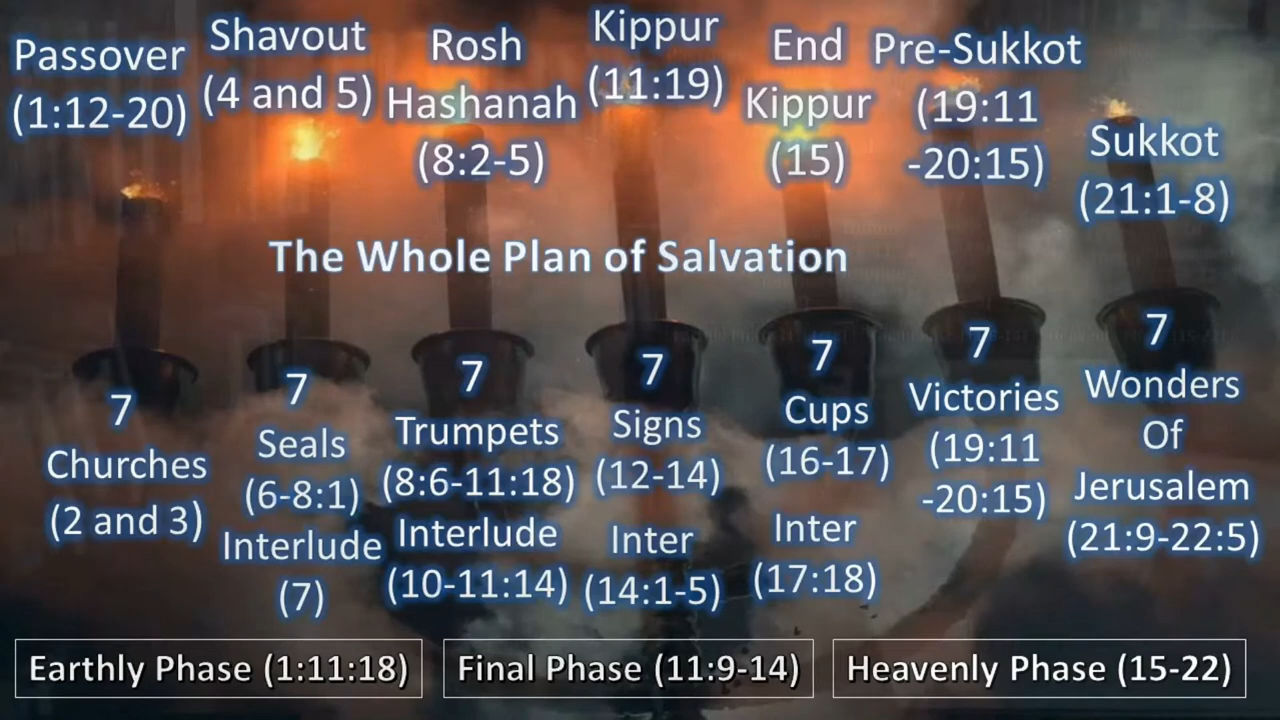 Passover
(1:12-20)
Shavout
(4 and 5)
Rosh
Hashanah
(8:2-5)
Kippur
(11:19)
End
Kippur
(15)
Pre-Sukkot
(19:11
-20:15)
Sukkot
(21:1-8)
The Whole Plan of Salvation
7
Churches
(2 and 3)
7
Seals
(6-8:1)
Interlude
(7)
7
Trumpets
(8:6-11:18)
Interlude
(10-11:14)
7
Signs
(12-14)
Inter
(14:1-5)
7
Cups
(16-17)
Inter
(17:18)
7
Victories
(19:11
-20:15)
7
Wonders
Of
Jerusalem
(21:9-22:5)
Earthly Phase (1:11:18)
Final Phase (11:9-14)
Heavenly Phase (15-22)